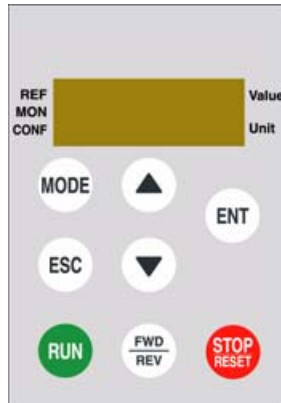 REF
MON
CONF
Value
Unit
MODE
ENT
ESC
RUN
FWD
REV
STOP
RESET